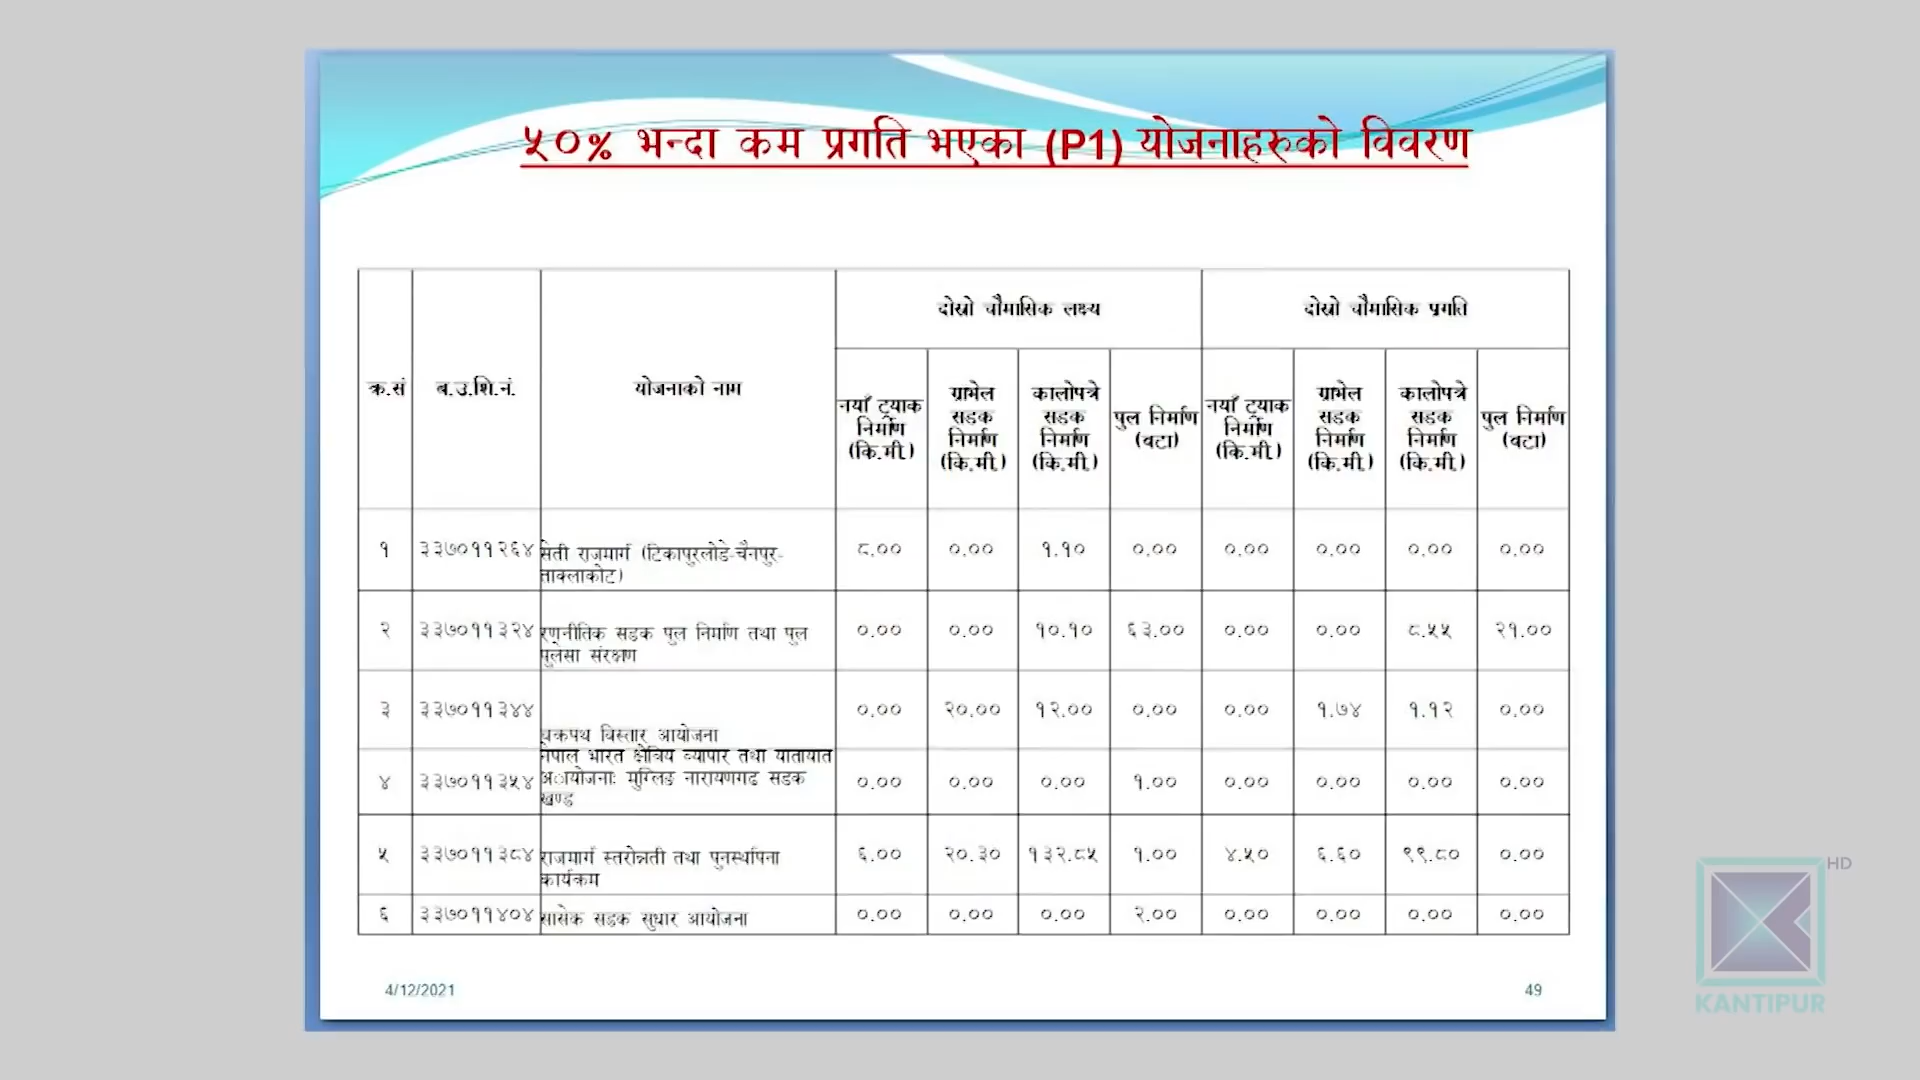 ५०% भन्दा कम प्रगति भएका (P1) योजनाहरुको विवरण
क्र.सं ब.उ.शि.नं. योजनाको नाम दोस्रो चौमासिक लक्ष्य दोस्रो चौमासिक प्रगति
नयाँ ट्र्याक निर्माण (कि.मी.) ग्राभेल सडक निर्माण (कि.मी.) कालोपत्रे सडक निर्माण (कि.मी.) पुल निर्माण (वटा) नयाँ ट्र्याक निर्माण (कि.मी.) ग्राभेल सडक निर्माण (कि.मी.) कालोपत्रे सडक निर्माण (कि.मी.) पुल निर्माण (वटा)
१ ३३७०११२६४ सेती राजमार्ग (टिकापुरलोडे-चैनपुर- ८.०० ०.०० १.१० ०.०० ०.०० ०.०० ०.०० ०.००
ताक्लाकोट)
२ ३३७०११३२४ रणनीतिक सडक पुल निर्माण तथा पुल ०.०० ०.०० १०.१० ६३.०० ०.०० ०.०० ८.५५ २१.००
पुलेसा संरक्षण
३ ३३७०११३४४ ०.०० २०.०० १२.०० ०.०० ०.०० १.७४ १.१२ ०.००
चक्रपथ विस्तार आयोजना
नेपाल भारत क्षेत्रिय व्यापार तथा यातायात
४ ३३७०११३५४ अायोजनाः मुग्लिङ नारायणगढ सडक ०.०० ०.०० ०.०० १.०० ०.०० ०.०० ०.०० ०.००
खण्ड
५ ३३७०११३८४ राजमार्ग स्तरोन्नती तथा पुनर्स्थापना ६.०० २०.३० १३२.८५ १.०० ४.५० ६.६० ९९.८० ०.००
कार्यक्रम
६ ३३७०११४०४ सासेक सडक सुधार आयोजना ०.०० ०.०० ०.०० २.०० ०.०० ०.०० ०.०० ०.००
4/12/2021 49
HD
KANTIPUR